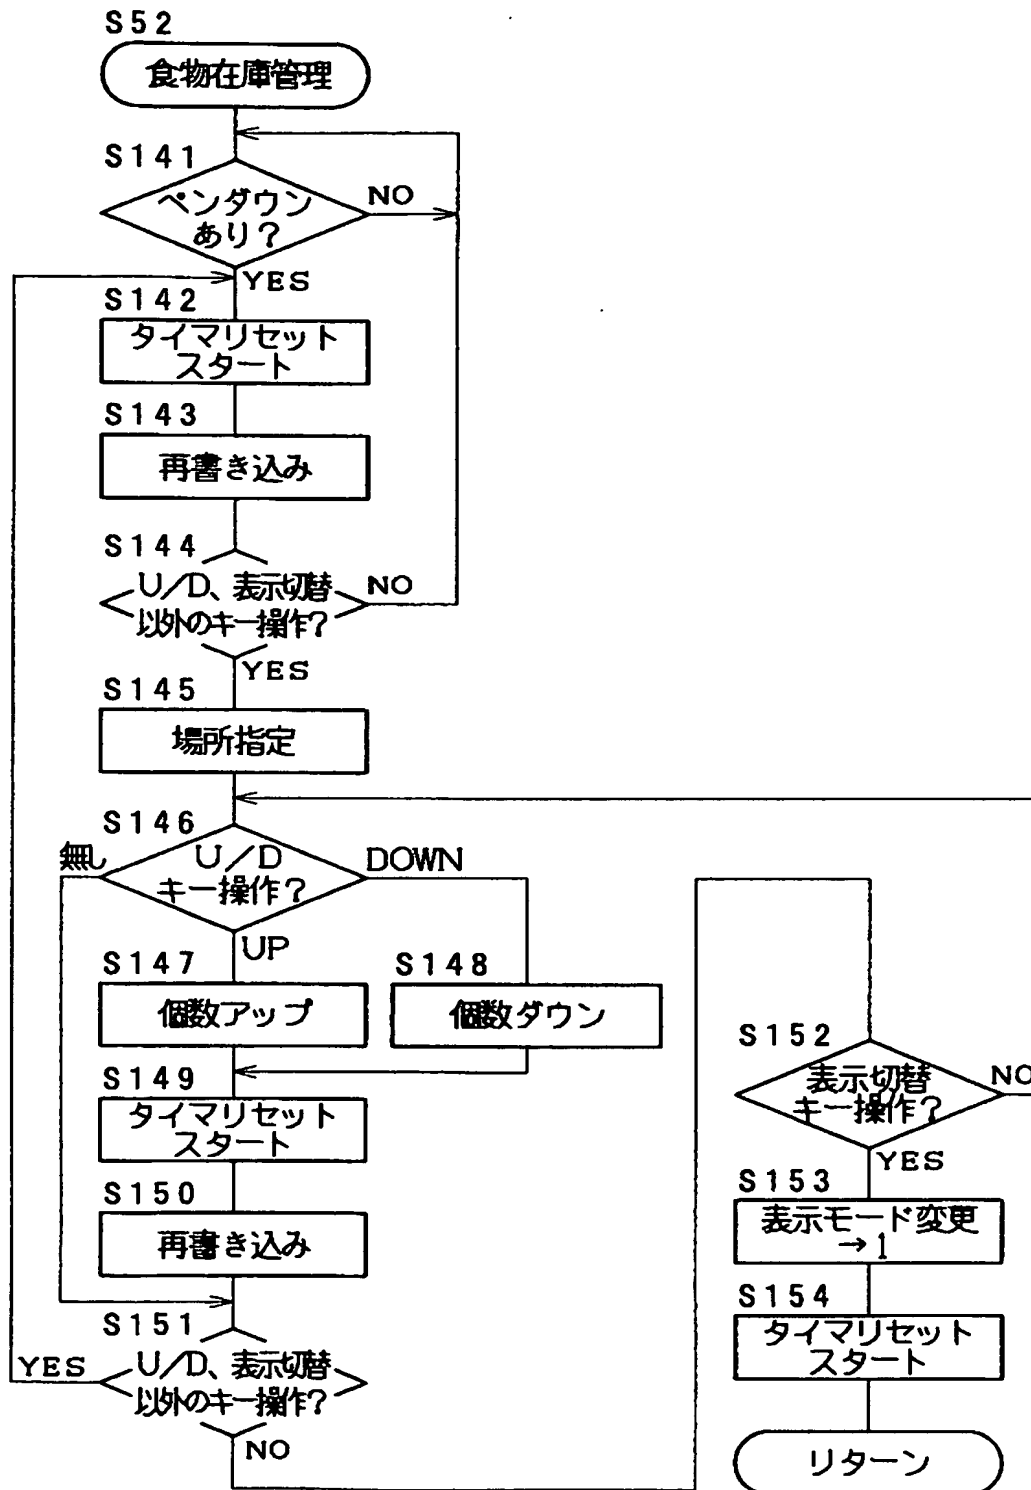 S52
食物在庫管理
S141
ペンダウン
あり?
NO
YES
S142
タイマリセット
スタート
S143
再書き込み
S144
U/D、表示切替
以外のキー操作?
NO
YES
S145
場所指定
S146
無し
U/D
キー操作?
DOWN
UP
S147
個数アップ
S148
個数ダウン
S149
タイマリセット
スタート
S150
再書き込み
S151
YES
U/D、表示切替
以外のキー操作?
NO
S152
表示切替
キー操作?
NO
YES
S153
表示モード変更
→1
S154
タイマリセット
スタート
リターン